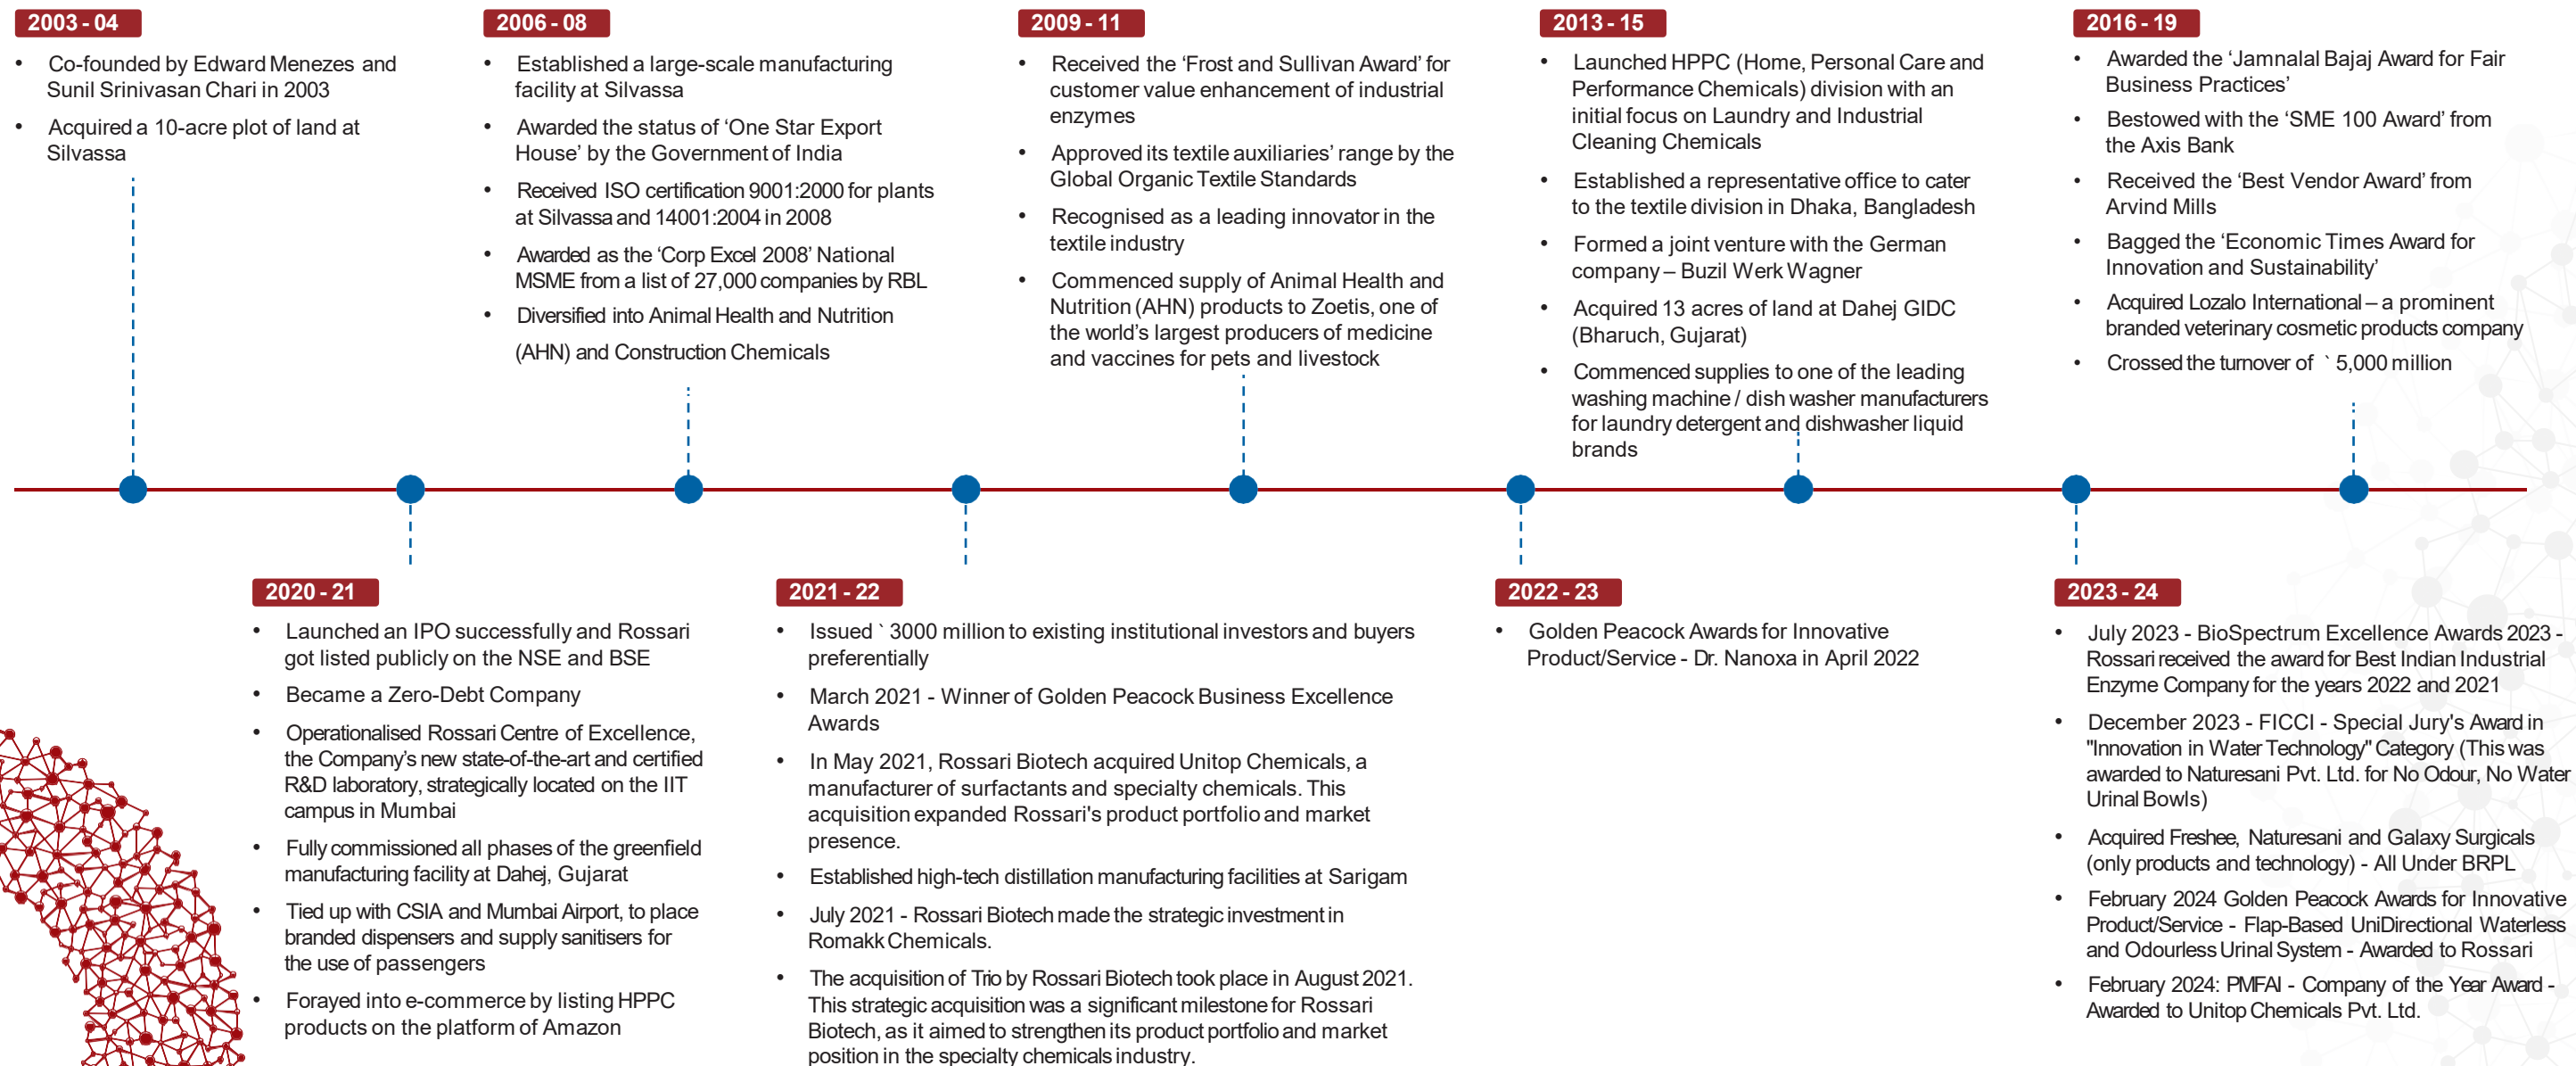 2003 - 04
• Co-founded by Edward Menezes and
Sunil Srinivasan Chari in 2003
• Acquired a 10-acre plot of land at
Silvassa
2006 - 08
• Established a large-scale manufacturing
facility at Silvassa
• Awarded the status of ‘One Star Export
House’ by the Government of India
• Received ISO certification 9001:2000 for plants
at Silvassa and 14001:2004 in 2008
• Awarded as the ‘Corp Excel 2008’ National
MSME from a list of 27,000 companies by RBL
• Diversified into Animal Health and Nutrition
(AHN) and Construction Chemicals
2009 - 11
• Received the ‘Frost and Sullivan Award’ for
customer value enhancement of industrial
enzymes
• Approved its textile auxiliaries’ range by the
Global Organic Textile Standards
• Recognised as a leading innovator in the
textile industry
• Commenced supply of Animal Health and
Nutrition (AHN) products to Zoetis, one of
the world’s largest producers of medicine
and vaccines for pets and livestock
2013 - 15
• Launched HPPC (Home, Personal Care and
Performance Chemicals) division with an
initial focus on Laundry and Industrial
Cleaning Chemicals
• Established a representative office to cater
to the textile division in Dhaka, Bangladesh
• Formed a joint venture with the German
company – Buzil Werk Wagner
• Acquired 13 acres of land at Dahej GIDC
(Bharuch, Gujarat)
• Commenced supplies to one of the leading
washing machine / dish washer manufacturers
for laundry detergent and dishwasher liquid
brands
2016 - 19
• Awarded the ‘Jamnalal Bajaj Award for Fair
Business Practices’
• Bestowed with the ‘SME 100 Award’ from
the Axis Bank
• Received the ‘Best Vendor Award’ from
Arvind Mills
• Bagged the ‘Economic Times Award for
Innovation and Sustainability’
• Acquired Lozalo International – a prominent
branded veterinary cosmetic products company
• Crossed the turnover of ` 5,000 million
2020 - 21
• Launched an IPO successfully and Rossari
got listed publicly on the NSE and BSE
• Became a Zero-Debt Company
• Operationalised Rossari Centre of Excellence,
the Company’s new state-of-the-art and certified
R&D laboratory, strategically located on the IIT
campus in Mumbai
• Fully commissioned all phases of the greenfield
manufacturing facility at Dahej, Gujarat
• Tied up with CSIA and Mumbai Airport, to place
branded dispensers and supply sanitisers for
the use of passengers
• Forayed into e-commerce by listing HPPC
products on the platform of Amazon
2021 - 22
• Issued ` 3000 million to existing institutional investors and buyers
preferentially
• March 2021 - Winner of Golden Peacock Business Excellence
Awards
• In May 2021, Rossari Biotech acquired Unitop Chemicals, a
manufacturer of surfactants and specialty chemicals. This
acquisition expanded Rossari's product portfolio and market
presence.
• Established high-tech distillation manufacturing facilities at Sarigam
• July 2021 - Rossari Biotech made the strategic investment in
Romakk Chemicals.
• The acquisition of Trio by Rossari Biotech took place in August 2021.
This strategic acquisition was a significant milestone for Rossari
Biotech, as it aimed to strengthen its product portfolio and market
position in the specialty chemicals industry.
2022 - 23
• Golden Peacock Awards for Innovative
Product/Service - Dr. Nanoxa in April 2022
2023 - 24
• July 2023 - BioSpectrum Excellence Awards 2023 -
Rossari received the award for Best Indian Industrial
Enzyme Company for the years 2022 and 2021
• December 2023 - FICCI - Special Jury's Award in
"Innovation in Water Technology" Category (This was
awarded to Naturesani Pvt. Ltd. for No Odour, No Water
Urinal Bowls)
• Acquired Freshee, Naturesani and Galaxy Surgicals
(only products and technology) - All Under BRPL
• February 2024 Golden Peacock Awards for Innovative
Product/Service - Flap-Based UniDirectional Waterless
and Odourless Urinal System - Awarded to Rossari
• February 2024: PMFAI - Company of the Year Award -
Awarded to Unitop Chemicals Pvt. Ltd.